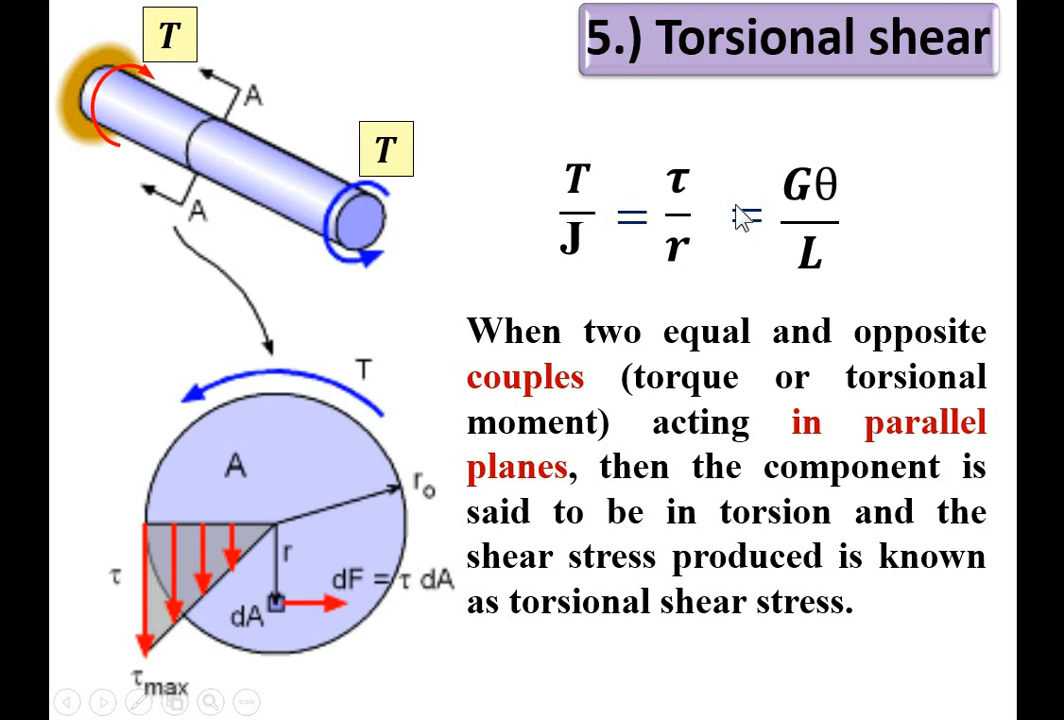 5.) Torsional shear
T
T
A
A
T/J = τ/r = Gθ/L
When two equal and opposite
couples (torque or torsional
moment) acting in parallel
planes, then the component is
said to be in torsion and the
shear stress produced is known
as torsional shear stress.
T
A
r₀
r
τ
dF = τ dA
dA
τmax